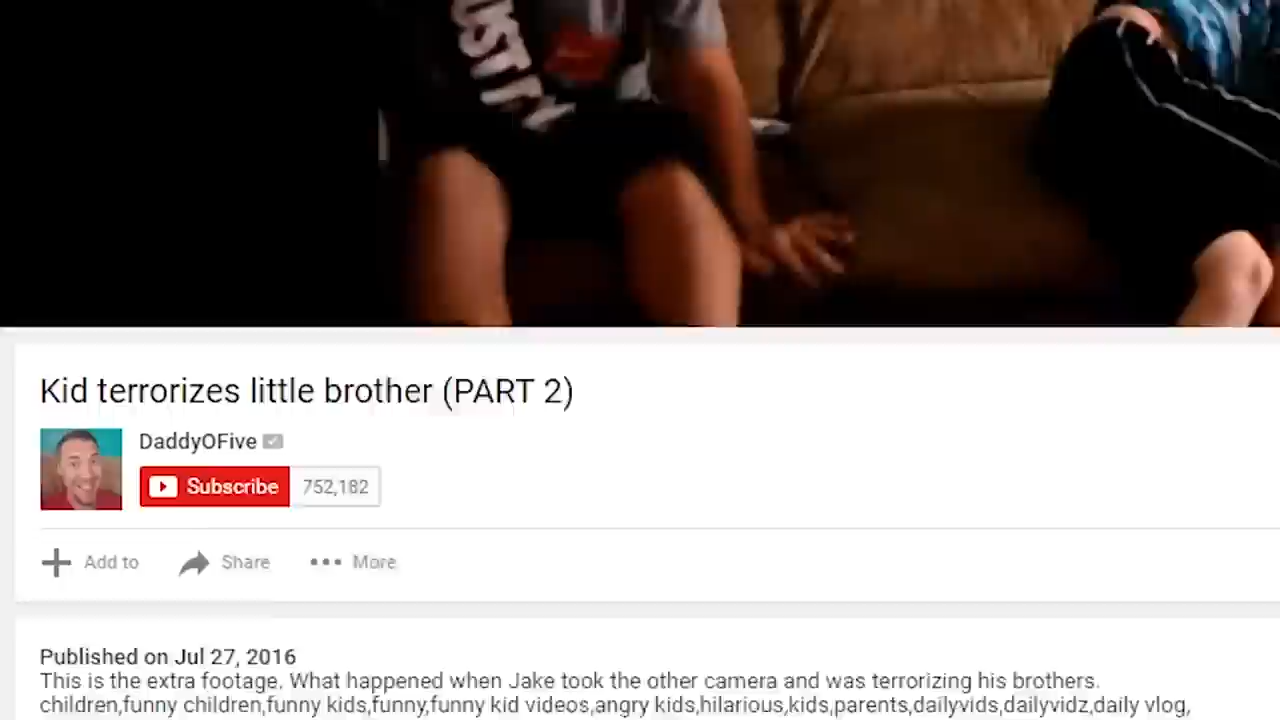 Kid terrorizes little brother (PART 2)
DaddyOFive
Subscribe 752,182
Add to Share More
Published on Jul 27, 2016
This is the extra footage. What happened when Jake took the other camera and was terrorizing his brothers.
children,funny children,funny kids,funny,funny kid videos,angry kids,hilarious,kids,parents,dailyvids,dailyvidz,daily vlog,